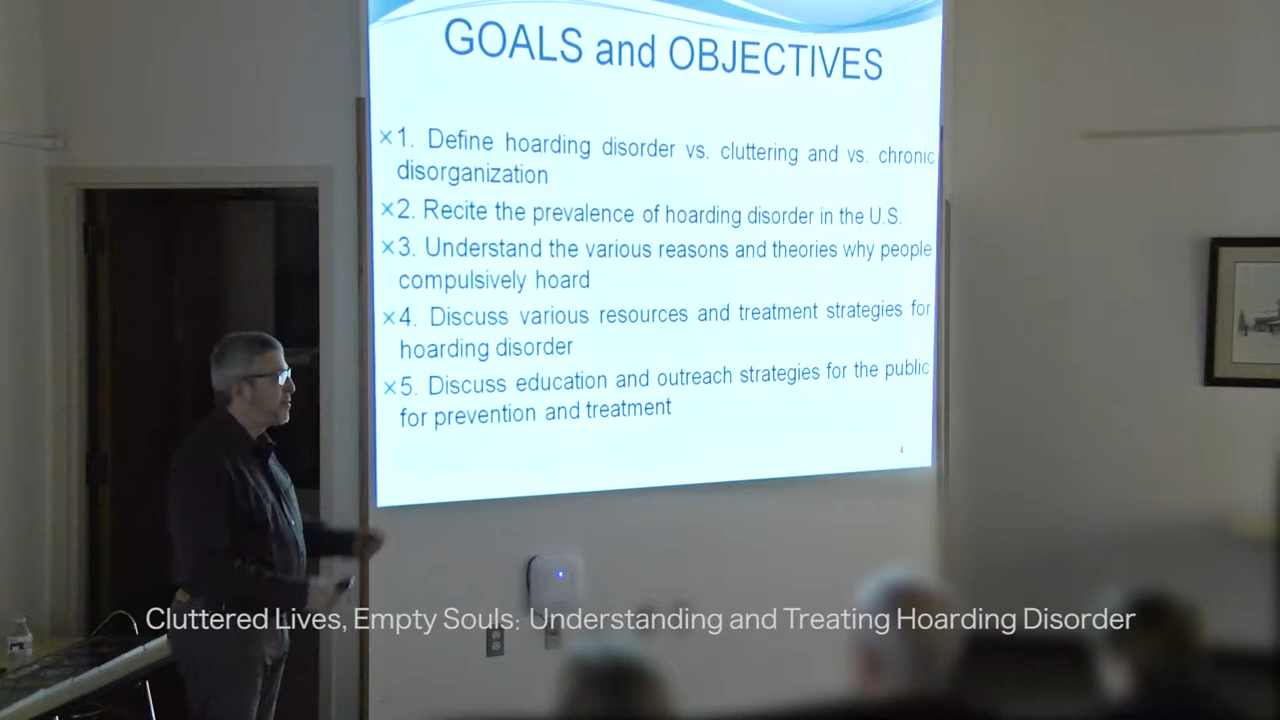 GOALS and OBJECTIVES
×1. Define hoarding disorder vs. cluttering and vs. chronic
disorganization
×2. Recite the prevalence of hoarding disorder in the U.S.
×3. Understand the various reasons and theories why people
compulsively hoard
×4. Discuss various resources and treatment strategies for
hoarding disorder
×5. Discuss education and outreach strategies for the public
for prevention and treatment
4
Cluttered Lives, Empty Souls: Understanding and Treating Hoarding Disorder